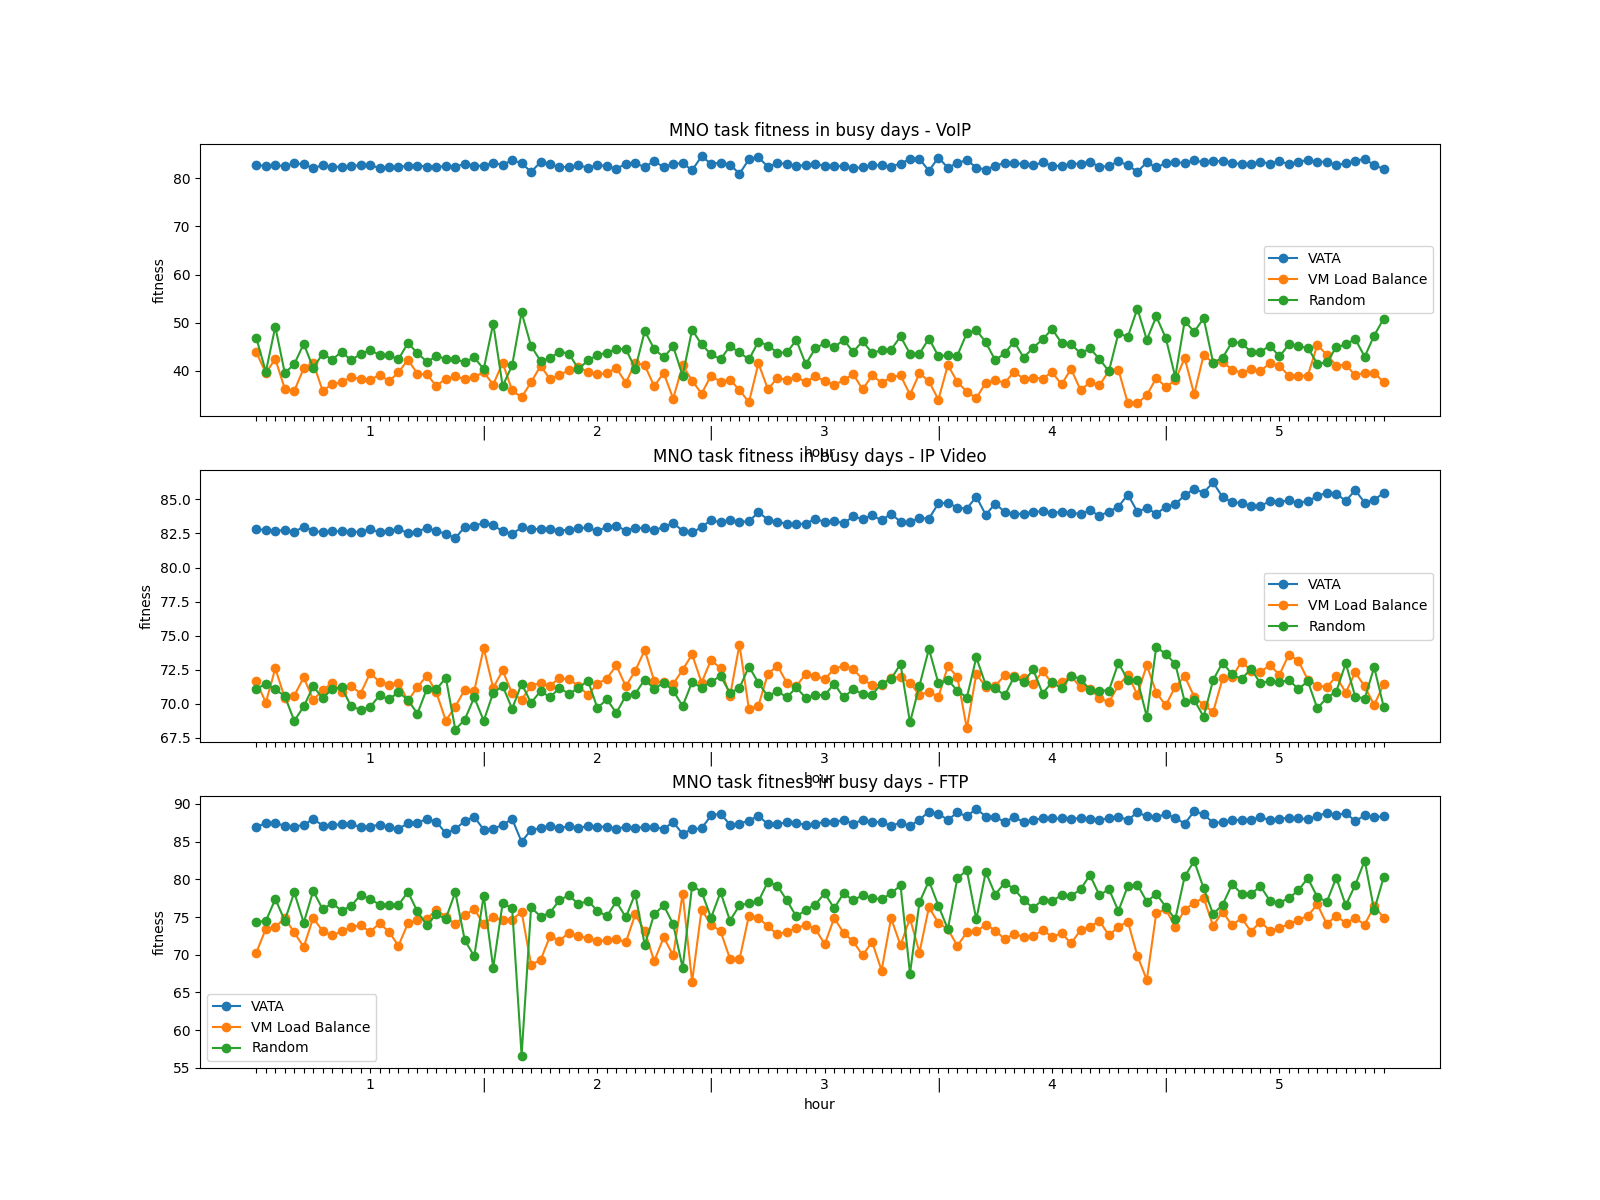 MNO task fitness in busy days - VoIP
80
70
60
50
40
fitness
VATA
VM Load Balance
Random
1 | 2 | 3 | 4 | 5
hour
MNO task fitness in busy days - IP Video
85.0
82.5
80.0
77.5
75.0
72.5
70.0
67.5
fitness
VATA
VM Load Balance
Random
1 | 2 | 3 | 4 | 5
hour
MNO task fitness in busy days - FTP
90
85
80
75
70
65
60
55
fitness
VATA
VM Load Balance
Random
1 | 2 | 3 | 4 | 5
hour